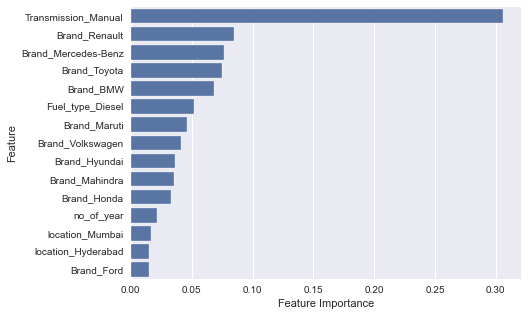 Transmission_Manual
Brand_Renault
Brand_Mercedes-Benz
Brand_Toyota
Brand_BMW
Fuel_type_Diesel
Brand_Maruti
Brand_Volkswagen
Brand_Hyundai
Brand_Mahindra
Brand_Honda
no_of_year
location_Mumbai
location_Hyderabad
Brand_Ford
Feature
0.00 0.05 0.10 0.15 0.20 0.25 0.30
Feature Importance